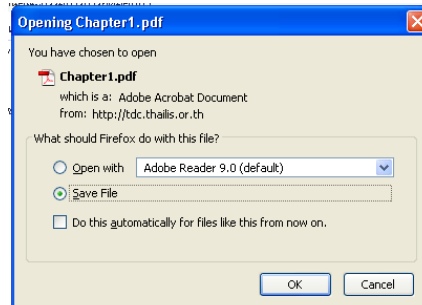 Opening Chapter1.pdf
You have chosen to open
Chapter1.pdf
which is a: Adobe Acrobat Document
from: http://tdc.thailis.or.th
What should Firefox do with this file?
Open with Adobe Reader 9.0 (default)
Save File
Do this automatically for files like this from now on.
OK Cancel